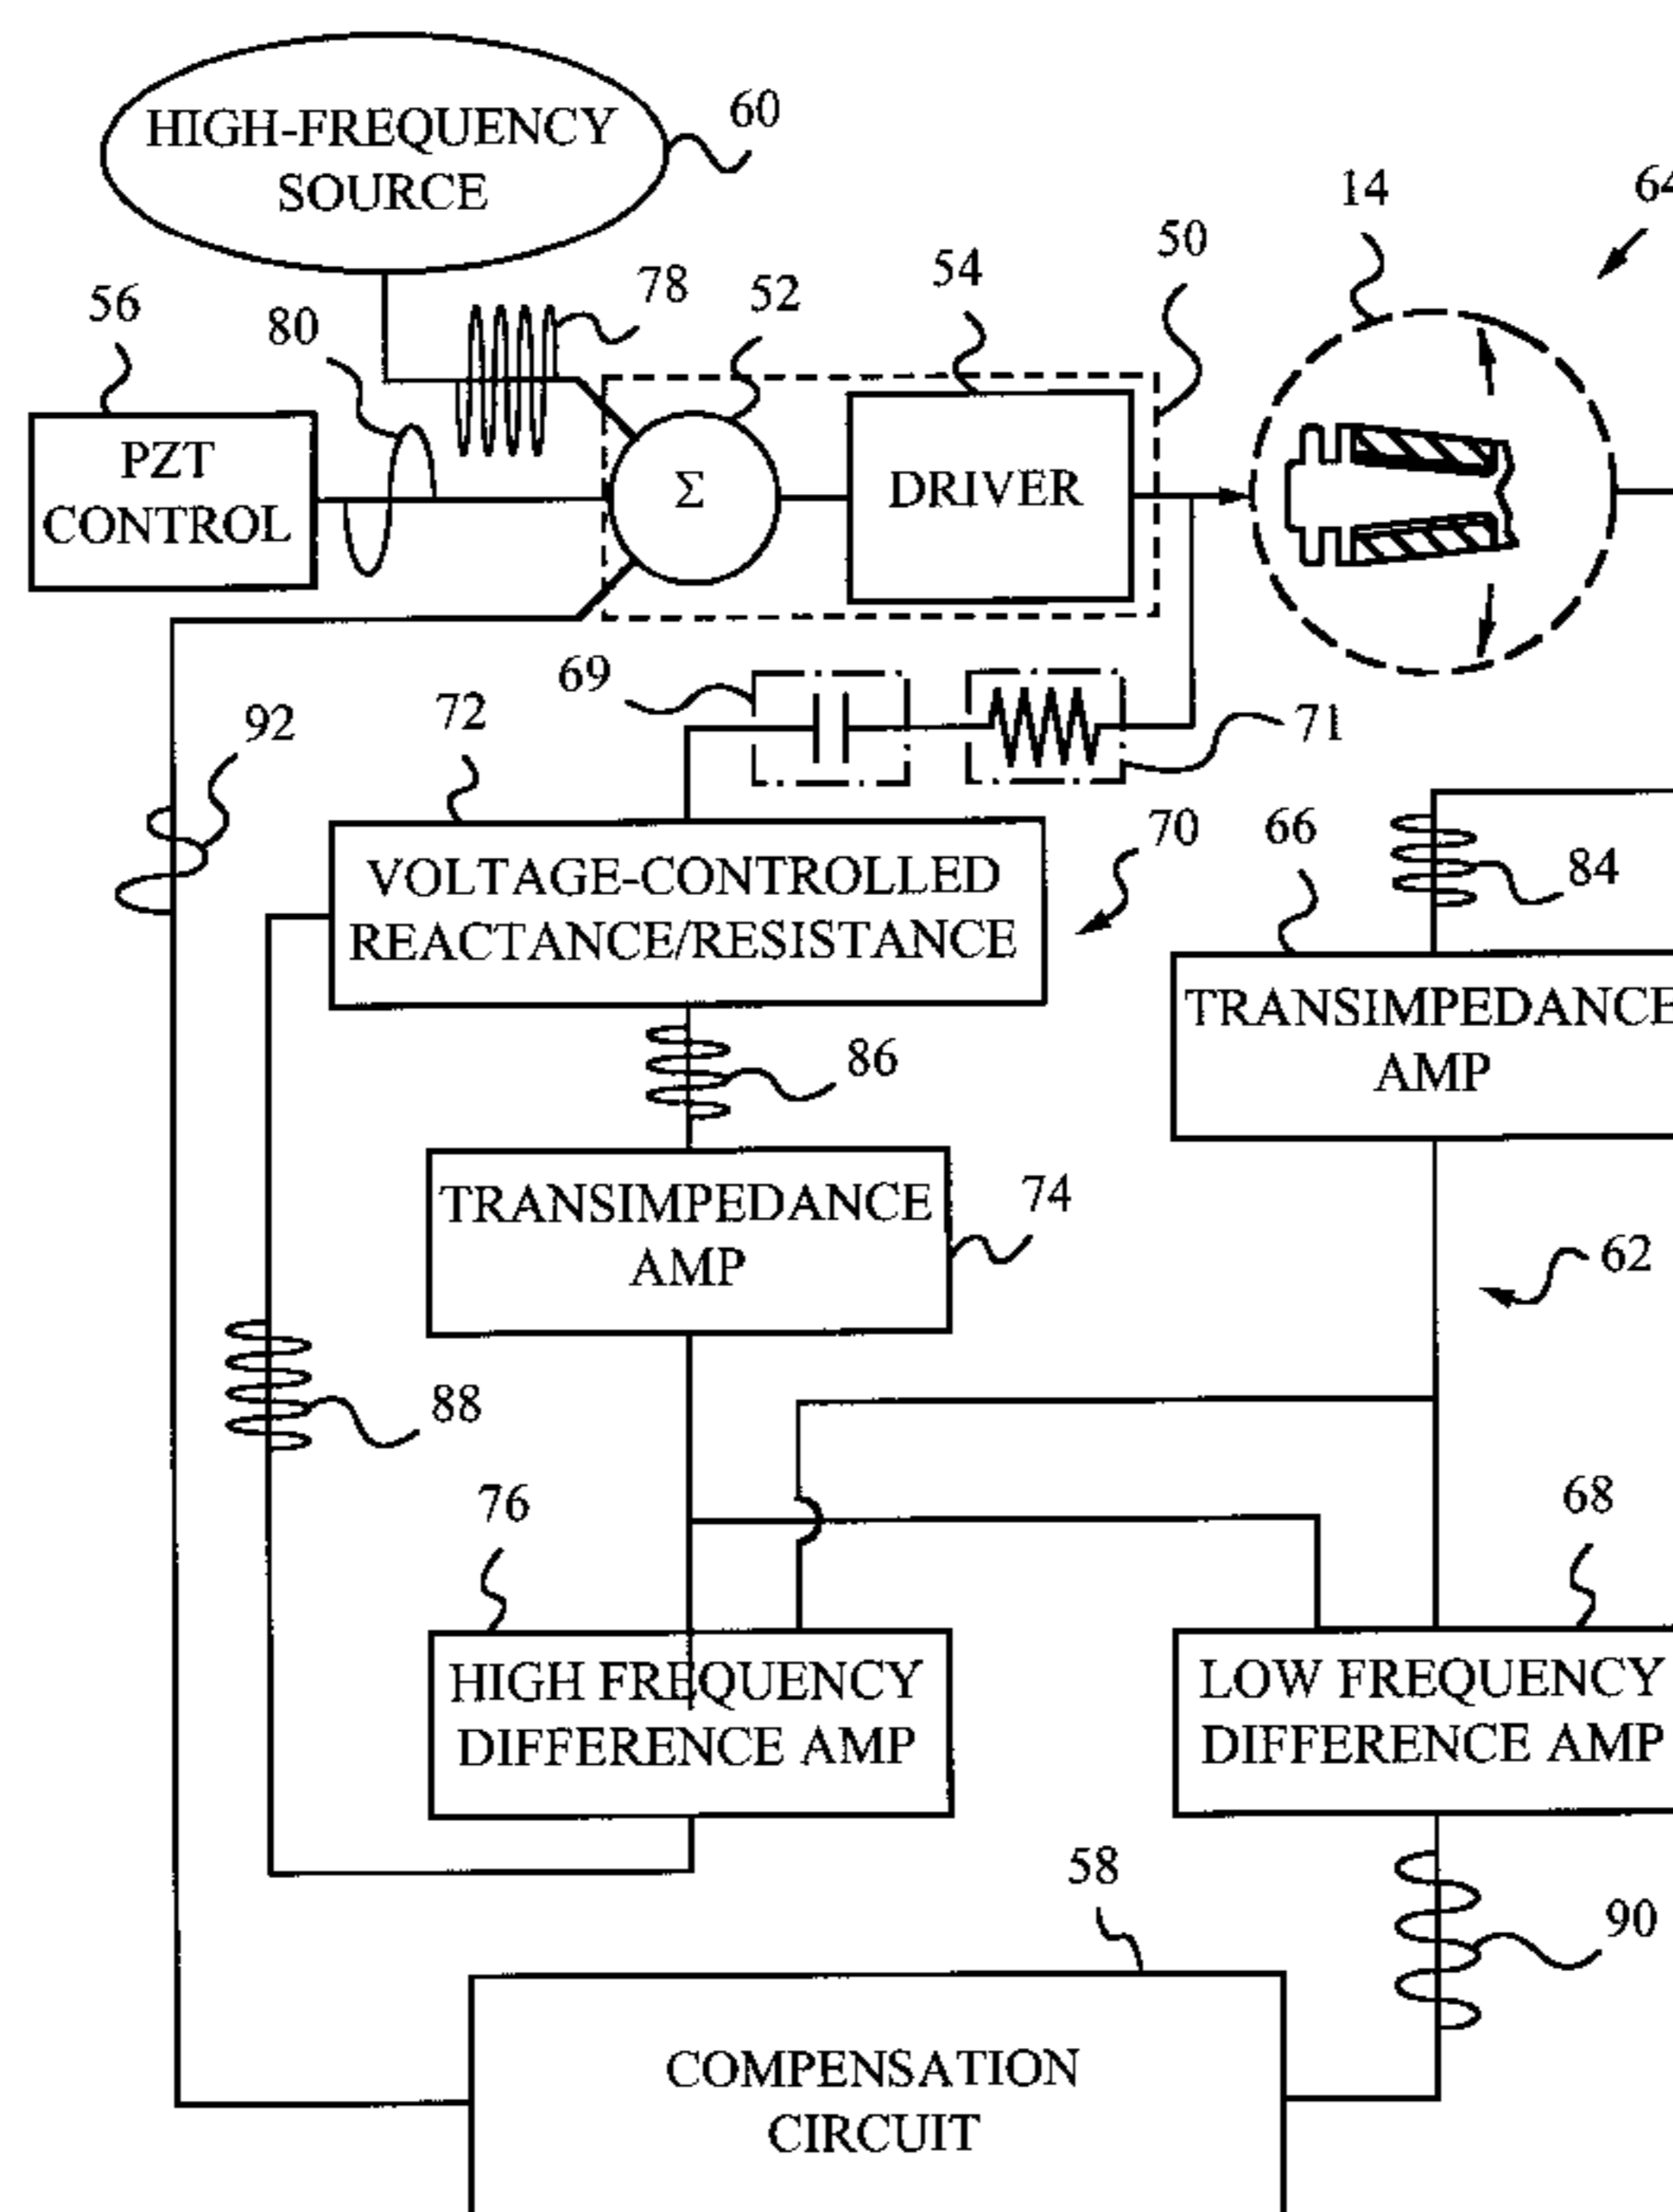 HIGH-FREQUENCY
SOURCE
60
14
64
50
56
80
78
52
54
PZT
CONTROL
Σ
DRIVER
69
71
92
72
70
66
84
VOLTAGE-CONTROLLED
REACTANCE/RESISTANCE
TRANSIMPEDANCE
AMP
86
TRANSIMPEDANCE
AMP
74
62
88
76
68
HIGH FREQUENCY
DIFFERENCE AMP
LOW FREQUENCY
DIFFERENCE AMP
58
90
COMPENSATION
CIRCUIT